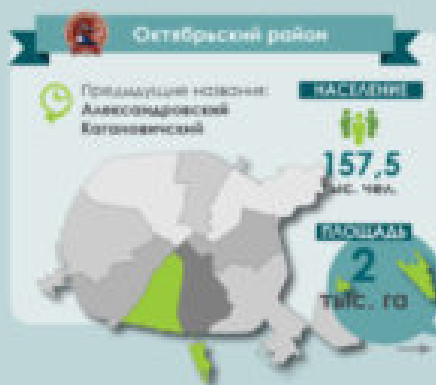 Октябрьский район
Предыдущие названия:
Александровский
Кагановичский
НАСЕЛЕНИЕ
157,5
тыс. чел.
ПЛОЩАДЬ
2
тыс. га